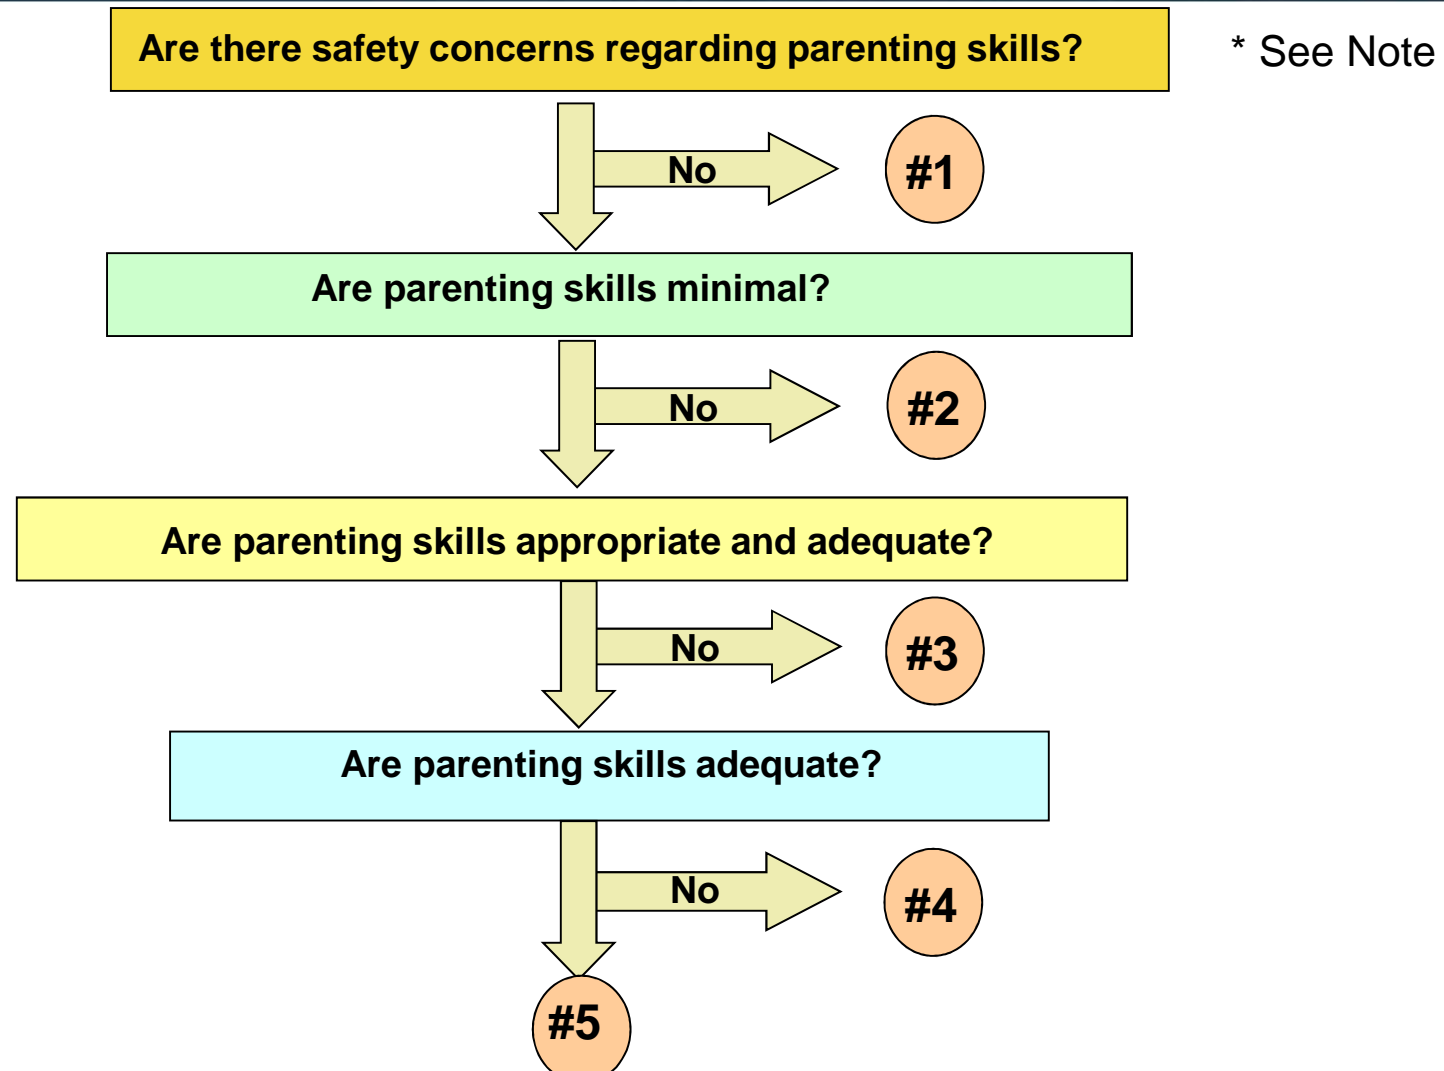 Are there safety concerns regarding parenting skills?
* See Note
No
#1
Are parenting skills minimal?
No
#2
Are parenting skills appropriate and adequate?
No
#3
Are parenting skills adequate?
No
#4
#5